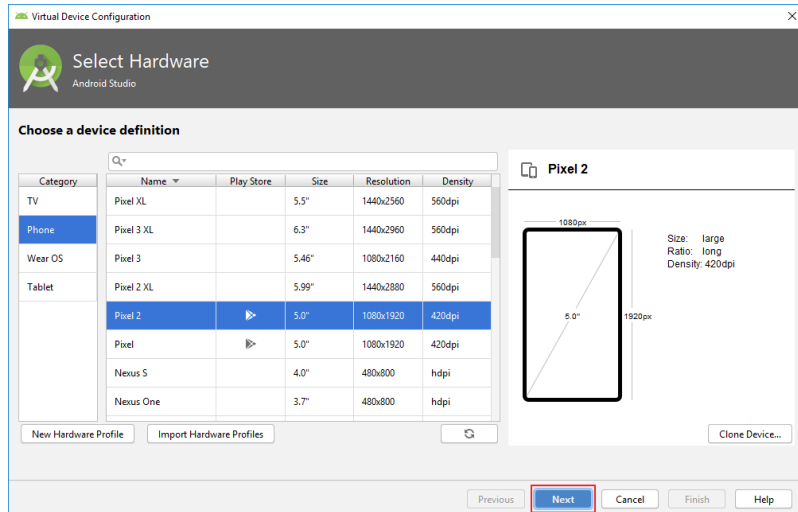 Virtual Device Configuration
Select Hardware
Android Studio
Choose a device definition
Category
TV
Phone
Wear OS
Tablet
Name Play Store Size Resolution Density
Pixel XL 5.5" 1440x2560 560dpi
Pixel 3 XL 6.3" 1440x2960 560dpi
Pixel 3 5.46" 1080x2160 440dpi
Pixel 2 XL 5.99" 1440x2880 560dpi
Pixel 2 5.0" 1080x1920 420dpi
Pixel 5.0" 1080x1920 420dpi
Nexus S 4.0" 480x800 hdpi
Nexus One 3.7" 480x800 hdpi
New Hardware Profile Import Hardware Profiles
Pixel 2
1080px
5.0"
1920px
Size: large
Ratio: long
Density: 420dpi
Clone Device...
Previous Next Cancel Finish Help